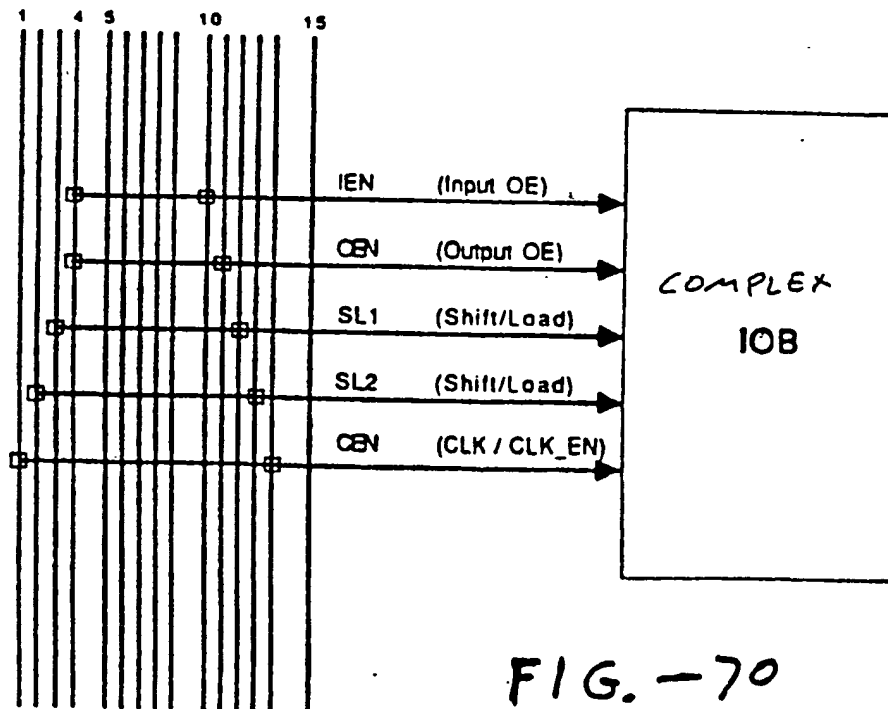 1 4 5 10 15
IEN (Input OE)
OEN (Output OE)
SL1 (Shift/Load)
SL2 (Shift/Load)
CEN (CLK / CLK_EN)
COMPLEX
IOB
FIG.-70